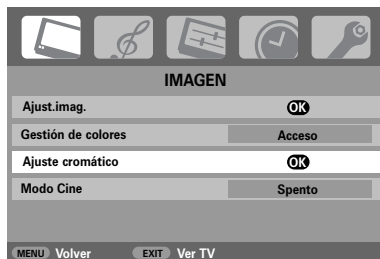 IMAGEN
Ajust.imag. OK
Gestión de colores Acceso
Ajuste cromático OK
Modo Cine Spento
MENU Volver EXIT Ver TV